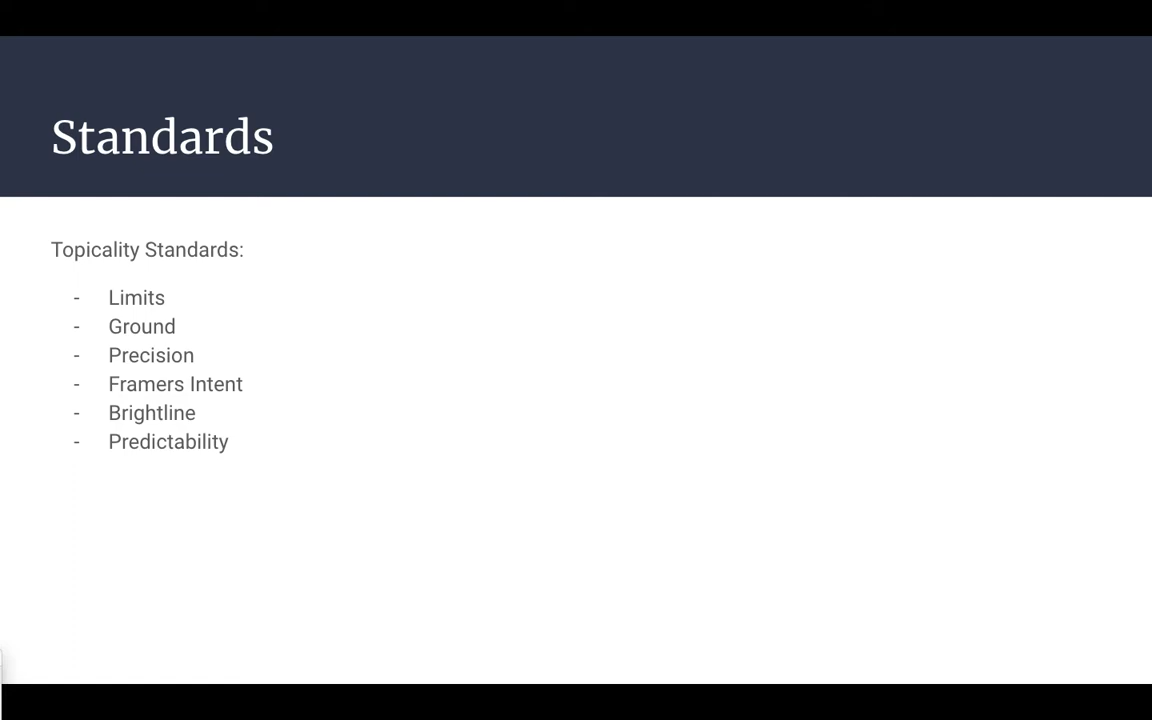 Standards
Topicality Standards:
- Limits
- Ground
- Precision
- Framers Intent
- Brightline
- Predictability